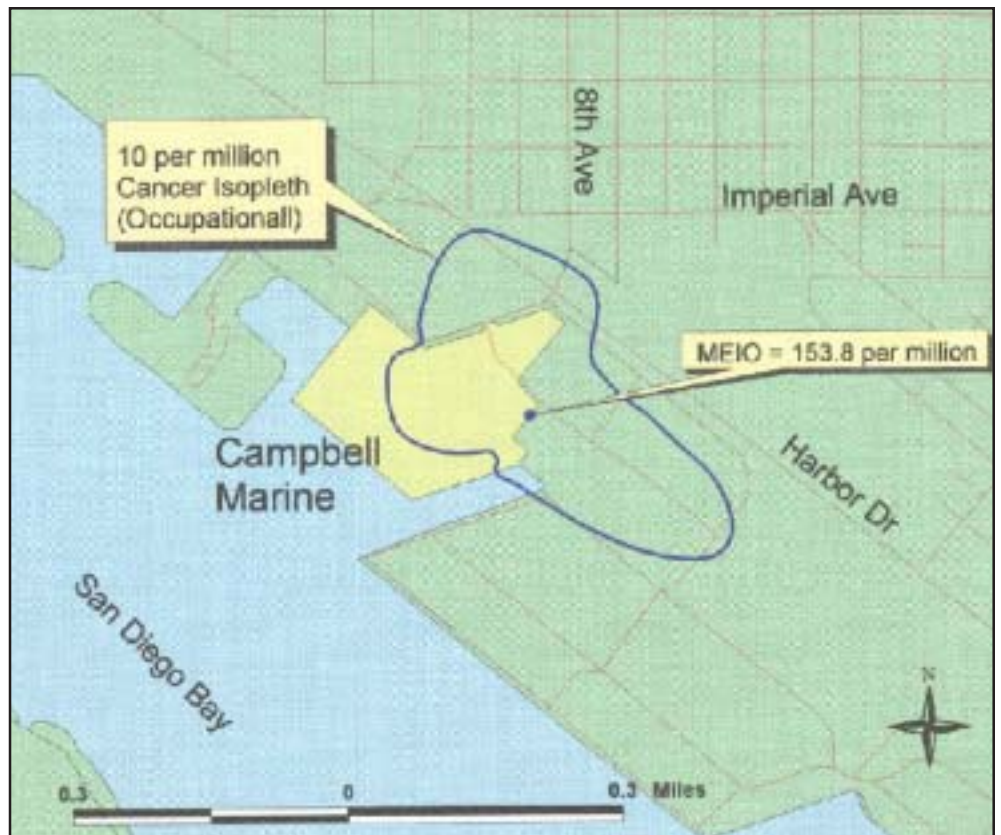 8th Ave
10 per million
Cancer Isopleth
(Occupationall)
Imperial Ave
MEIO = 153.8 per million
Campbell
Marine
Harbor Dr
San Diego Bay
N
0.3 0 0.3 Miles